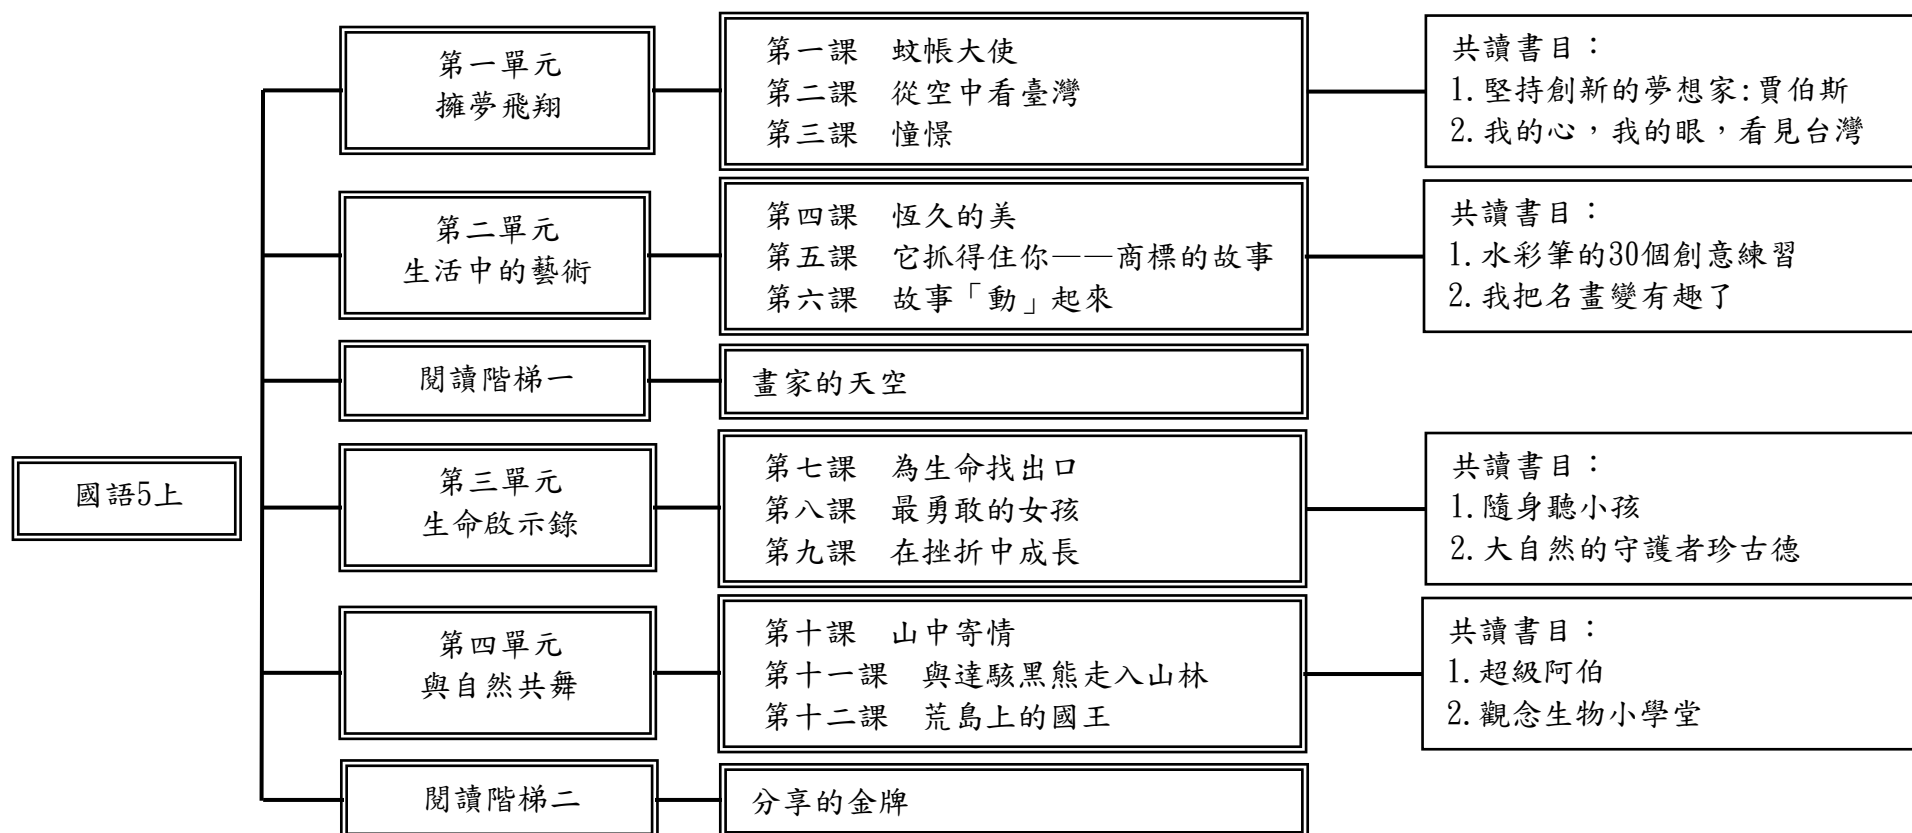 國語5上
第一單元
擁夢飛翔
第一課　蚊帳大使
第二課　從空中看臺灣
第三課　憧憬
共讀書目：
1.堅持創新的夢想家:賈伯斯
2.我的心，我的眼，看見台灣
第二單元
生活中的藝術
第四課　恆久的美
第五課　它抓得住你——商標的故事
第六課　故事「動」起來
共讀書目：
1.水彩筆的30個創意練習
2.我把名畫變有趣了
閱讀階梯一
畫家的天空
第三單元
生命啟示錄
第七課　為生命找出口
第八課　最勇敢的女孩
第九課　在挫折中成長
共讀書目：
1.隨身聽小孩
2.大自然的守護者珍古德
第四單元
與自然共舞
第十課　山中寄情
第十一課　與達駭黑熊走入山林
第十二課　荒島上的國王
共讀書目：
1.超級阿伯
2.觀念生物小學堂
閱讀階梯二
分享的金牌